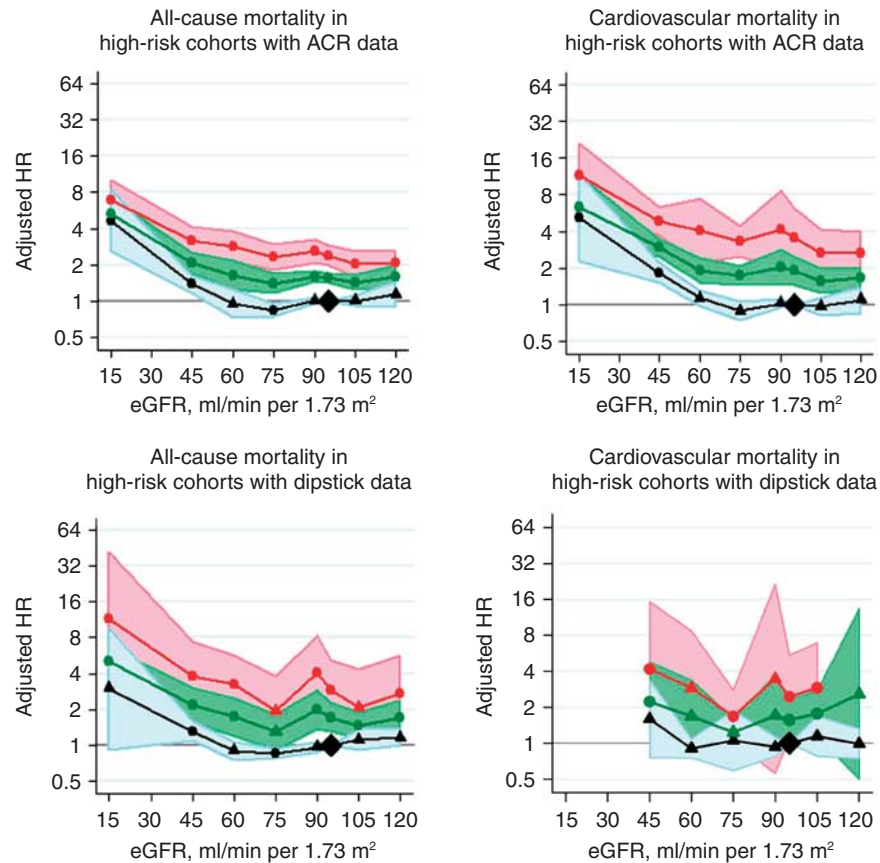 All-cause mortality in
high-risk cohorts with ACR data
Adjusted HR
64
32
16
8
4
2
1
0.5
15 30 45 60 75 90 105 120
eGFR, ml/min per 1.73 m²
Cardiovascular mortality in
high-risk cohorts with ACR data
Adjusted HR
64
32
16
8
4
2
1
0.5
15 30 45 60 75 90 105 120
eGFR, ml/min per 1.73 m²
All-cause mortality in
high-risk cohorts with dipstick data
Adjusted HR
64
32
16
8
4
2
1
0.5
15 30 45 60 75 90 105 120
eGFR, ml/min per 1.73 m²
Cardiovascular mortality in
high-risk cohorts with dipstick data
Adjusted HR
64
32
16
8
4
2
1
0.5
15 30 45 60 75 90 105 120
eGFR, ml/min per 1.73 m²